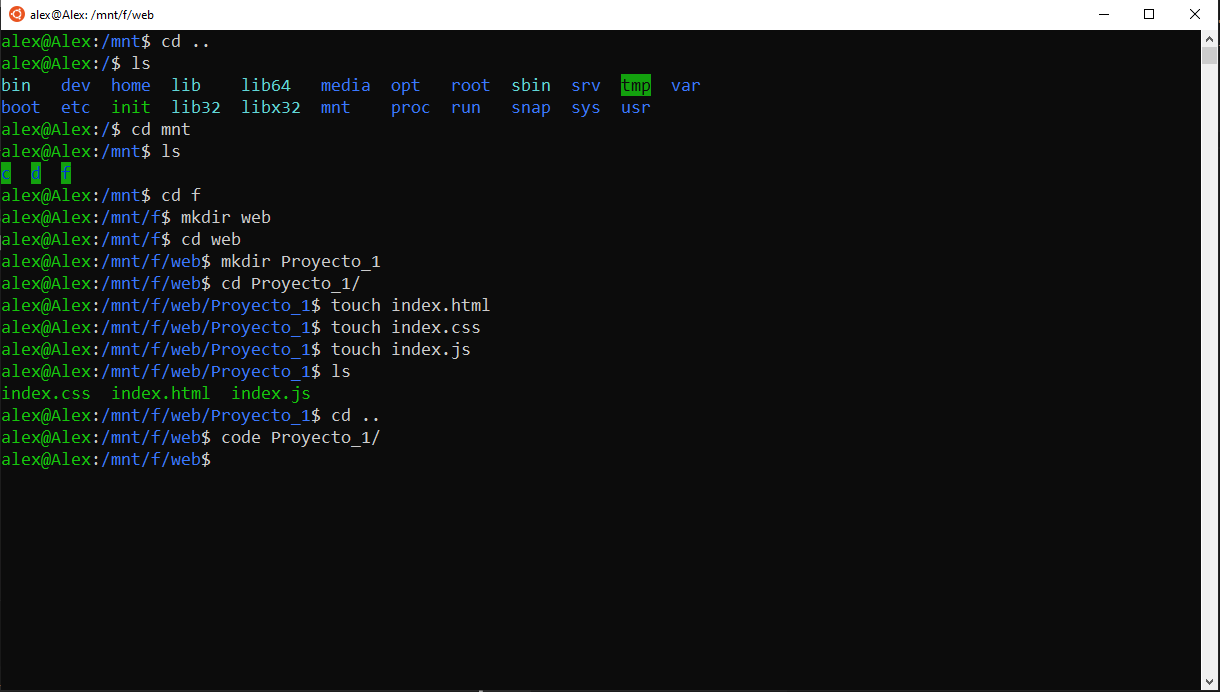 alex@Alex: /mnt/f/web
alex@Alex:/mnt$ cd ..
alex@Alex:/$ ls
bin   dev  home  lib    lib64   media  opt   root  sbin  srv  tmp  var
boot  etc  init  lib32  libx32  mnt    proc  run   snap  sys  usr
alex@Alex:/$ cd mnt
alex@Alex:/mnt$ ls
c  d  f
alex@Alex:/mnt$ cd f
alex@Alex:/mnt/f$ mkdir web
alex@Alex:/mnt/f$ cd web
alex@Alex:/mnt/f/web$ mkdir Proyecto_1
alex@Alex:/mnt/f/web$ cd Proyecto_1/
alex@Alex:/mnt/f/web/Proyecto_1$ touch index.html
alex@Alex:/mnt/f/web/Proyecto_1$ touch index.css
alex@Alex:/mnt/f/web/Proyecto_1$ touch index.js
alex@Alex:/mnt/f/web/Proyecto_1$ ls
index.css  index.html  index.js
alex@Alex:/mnt/f/web/Proyecto_1$ cd ..
alex@Alex:/mnt/f/web$ code Proyecto_1/
alex@Alex:/mnt/f/web$